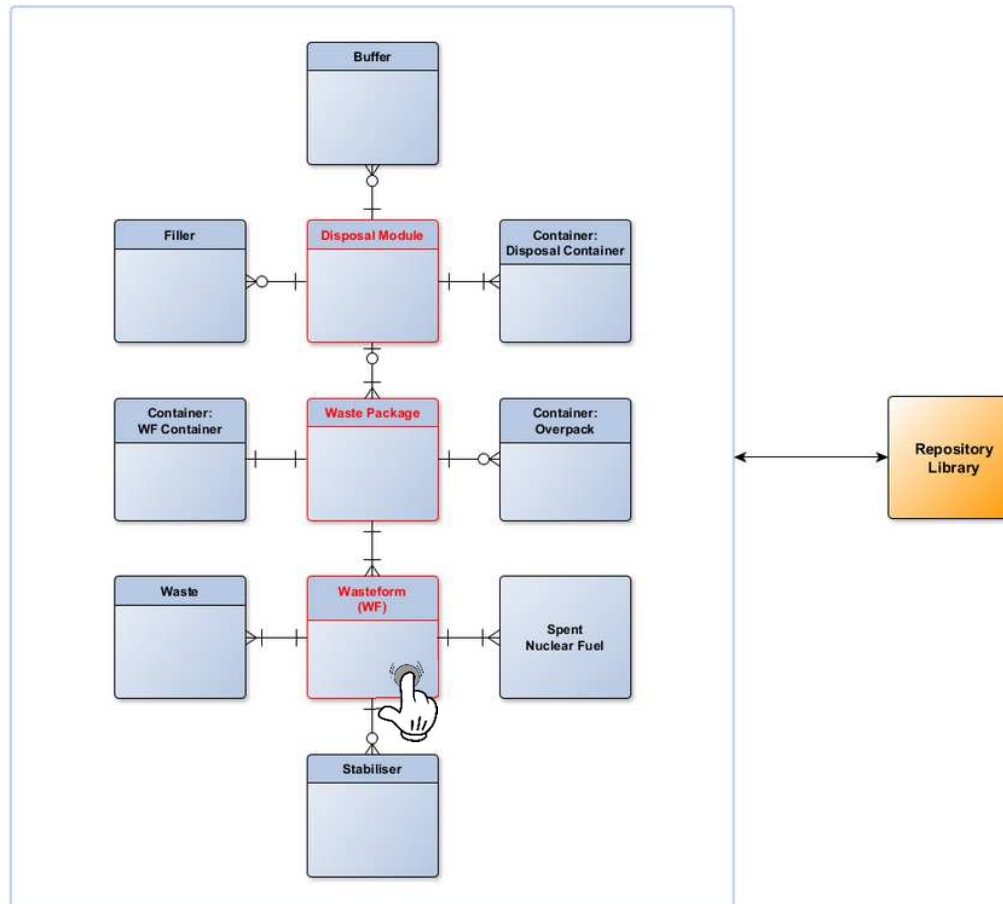 Buffer
Filler
Disposal Module
Container:
Disposal Container
Container:
WF Container
Waste Package
Container:
Overpack
Repository
Library
Waste
Wasteform
(WF)
Spent
Nuclear Fuel
Stabiliser